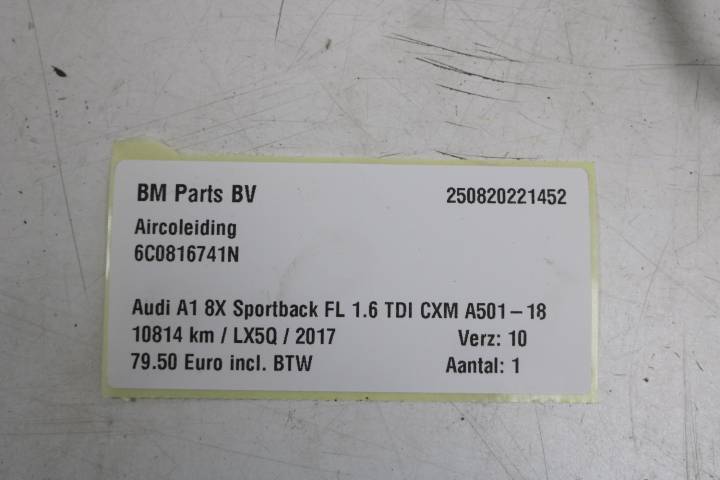 BM Parts BV 250820221452
Aircoleiding
6C0816741N
Audi A1 8X Sportback FL 1.6 TDI CXM A501-18
10814 km / LX5Q / 2017 Verz: 10
79.50 Euro incl. BTW Aantal: 1